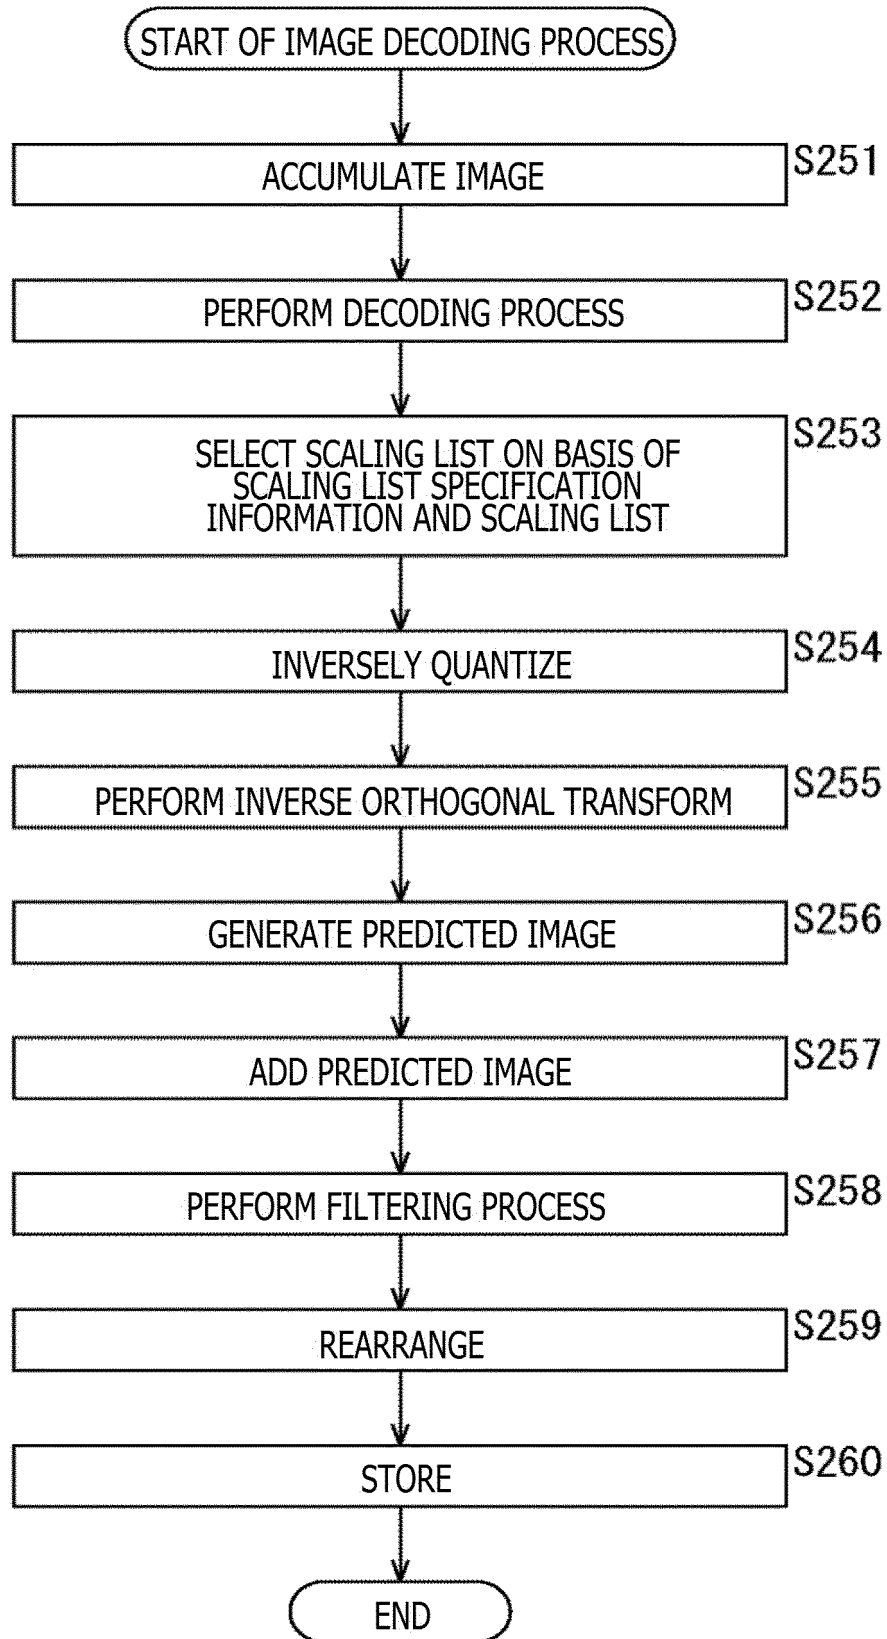 START OF IMAGE DECODING PROCESS
ACCUMULATE IMAGE
S251
PERFORM DECODING PROCESS
S252
SELECT SCALING LIST ON BASIS OF
SCALING LIST SPECIFICATION
INFORMATION AND SCALING LIST
S253
INVERSELY QUANTIZE
S254
PERFORM INVERSE ORTHOGONAL TRANSFORM
S255
GENERATE PREDICTED IMAGE
S256
ADD PREDICTED IMAGE
S257
PERFORM FILTERING PROCESS
S258
REARRANGE
S259
STORE
S260
END